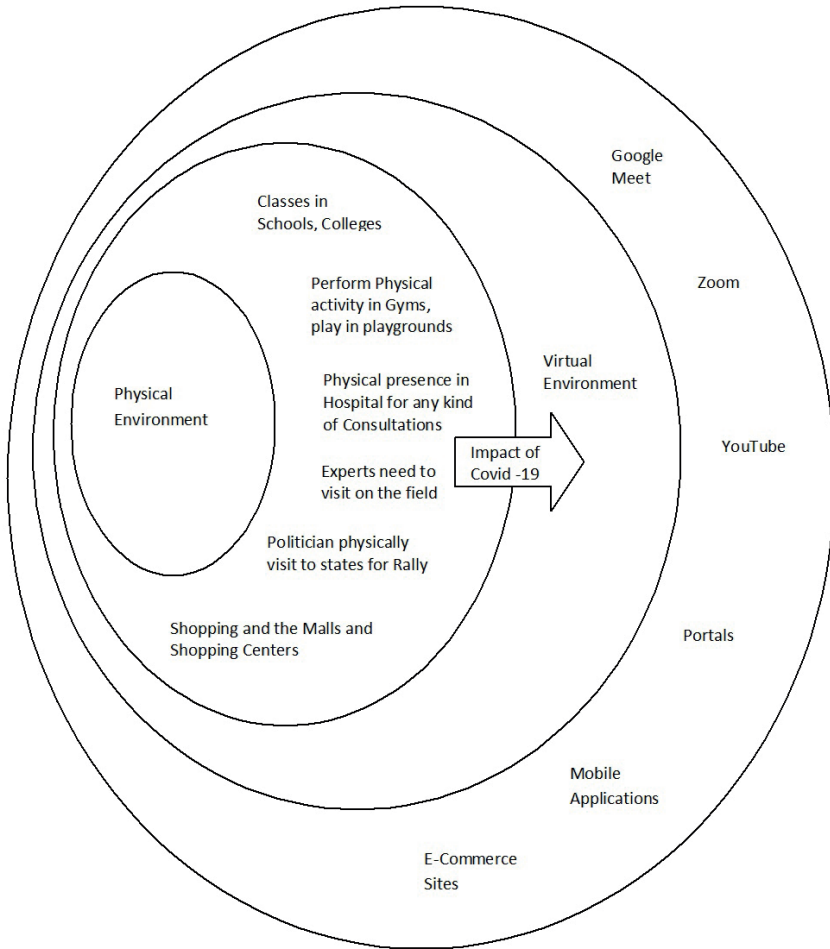 Google
Meet
Classes in
Schools, Colleges
Zoom
Perform Physical
activity in Gyms,
play in playgrounds
Virtual
Environment
Physical
Environment
Physical presence in
Hospital for any kind
of Consultations
YouTube
Impact of
Covid -19
Experts need to
visit on the field
Politician physically
visit to states for Rally
Shopping and the Malls and
Shopping Centers
Portals
Mobile
Applications
E-Commerce
Sites